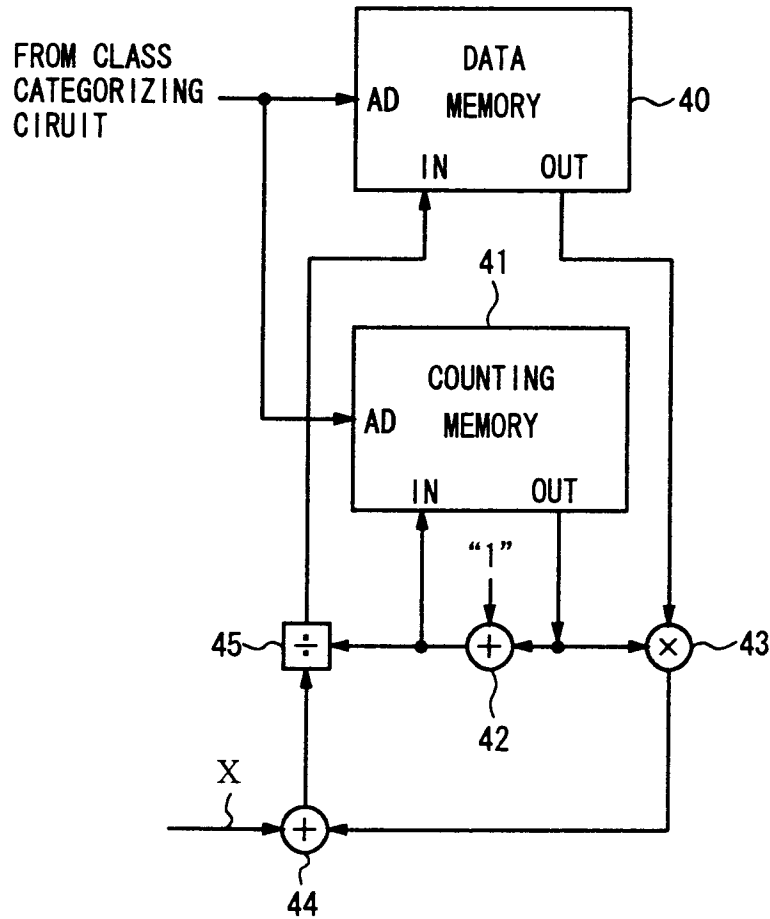 FROM CLASS
CATEGORIZING
CIRUIT
DATA
MEMORY
AD
IN
OUT
40
41
COUNTING
MEMORY
AD
IN
OUT
“1”
45
÷
+
×
43
42
X
+
44